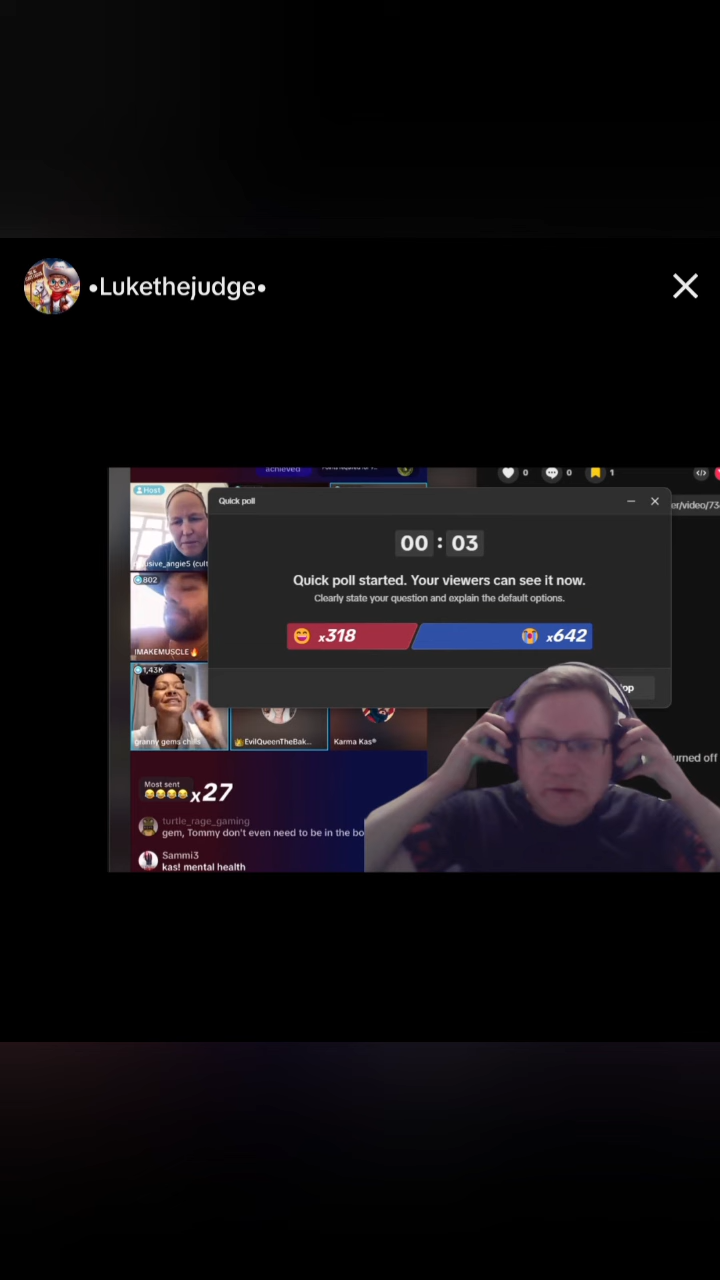 •Lukethejudge•
achieved
0
0
1
</>
Quick poll
er/video/73
Host
00 : 03
Quick poll started. Your viewers can see it now.
Clearly state your question and explain the default options.
x318
x642
802
IMAKEMUSCLE🔥
1,43K
granny gems chills
EvilQueenTheBak...
Karma Kas®
urned off
Most sent
x27
turtle_rage_gaming
gem, Tommy don't even need to be in the bo
Sammi3
kas! mental health